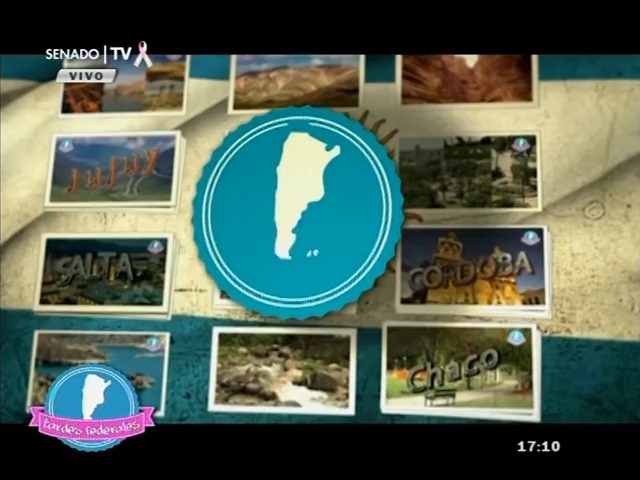 SENADO TV
VIVO
Jujuy
SALTA
CORDOBA
Chaco
tardes federales
17:10